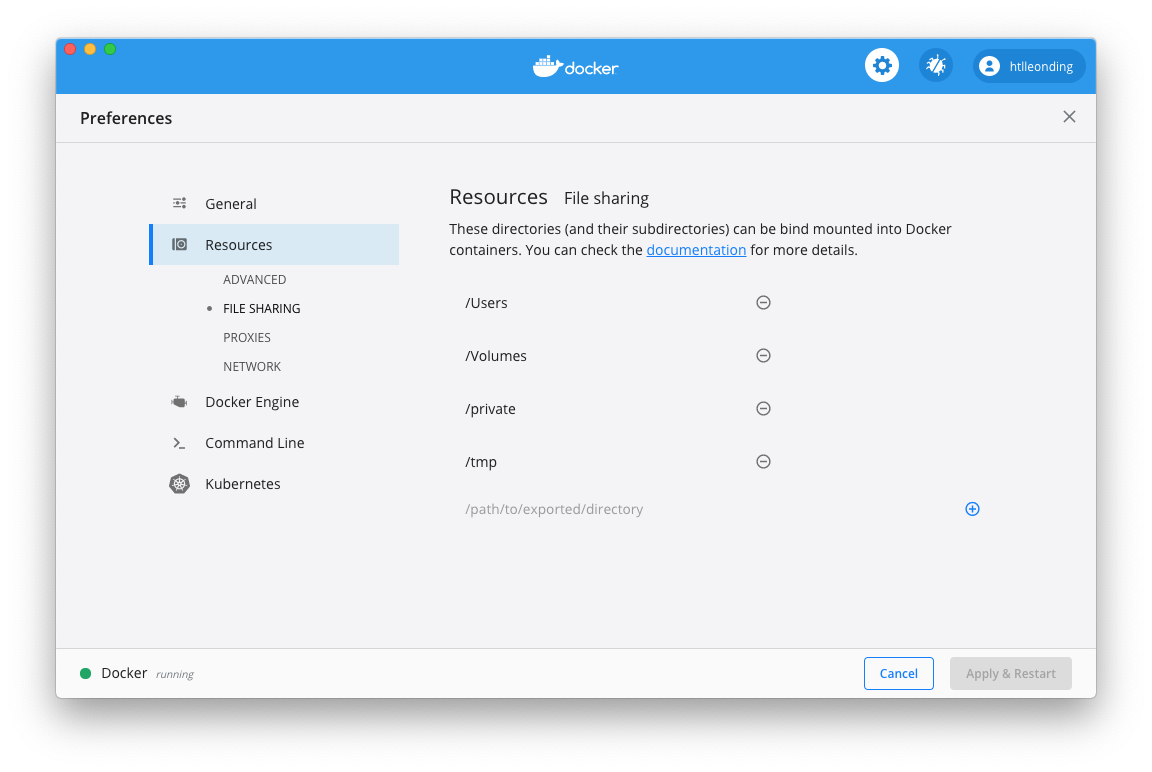 docker
htlleonding
Preferences
General
Resources
ADVANCED
FILE SHARING
PROXIES
NETWORK
Docker Engine
Command Line
Kubernetes
Resources File sharing
These directories (and their subdirectories) can be bind mounted into Docker
containers. You can check the documentation for more details.
/Users
/Volumes
/private
/tmp
/path/to/exported/directory
Docker running
Cancel
Apply & Restart